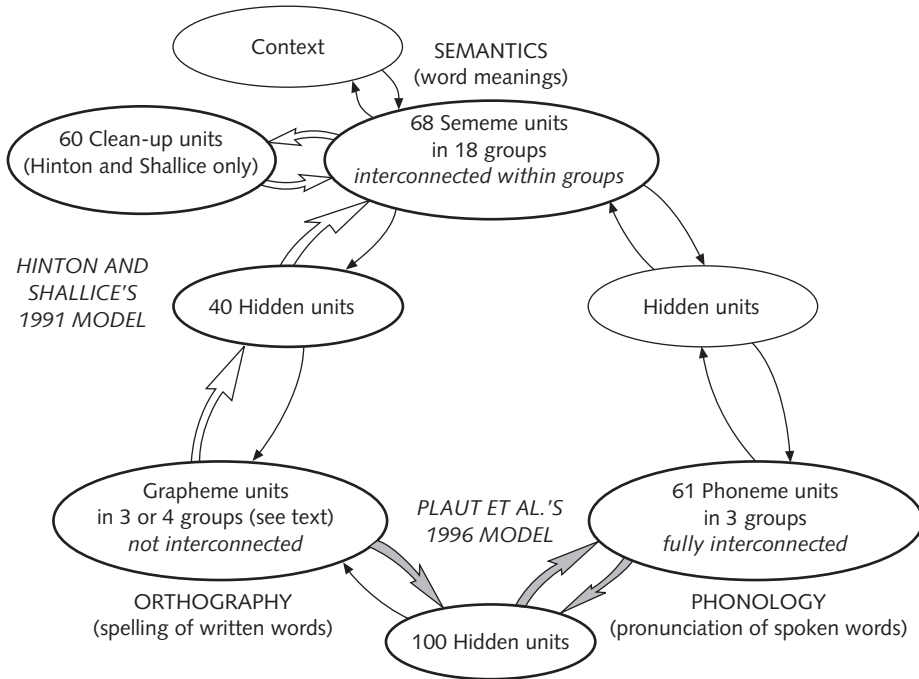 Context
SEMANTICS
(word meanings)
60 Clean-up units
(Hinton and Shallice only)
68 Sememe units
in 18 groups
interconnected within groups
HINTON AND
SHALLICE'S
1991 MODEL
40 Hidden units
Hidden units
Grapheme units
in 3 or 4 groups (see text)
not interconnected
PLAUT ET AL.'S
1996 MODEL
61 Phoneme units
in 3 groups
fully interconnected
ORTHOGRAPHY
(spelling of written words)
100 Hidden units
PHONOLOGY
(pronunciation of spoken words)